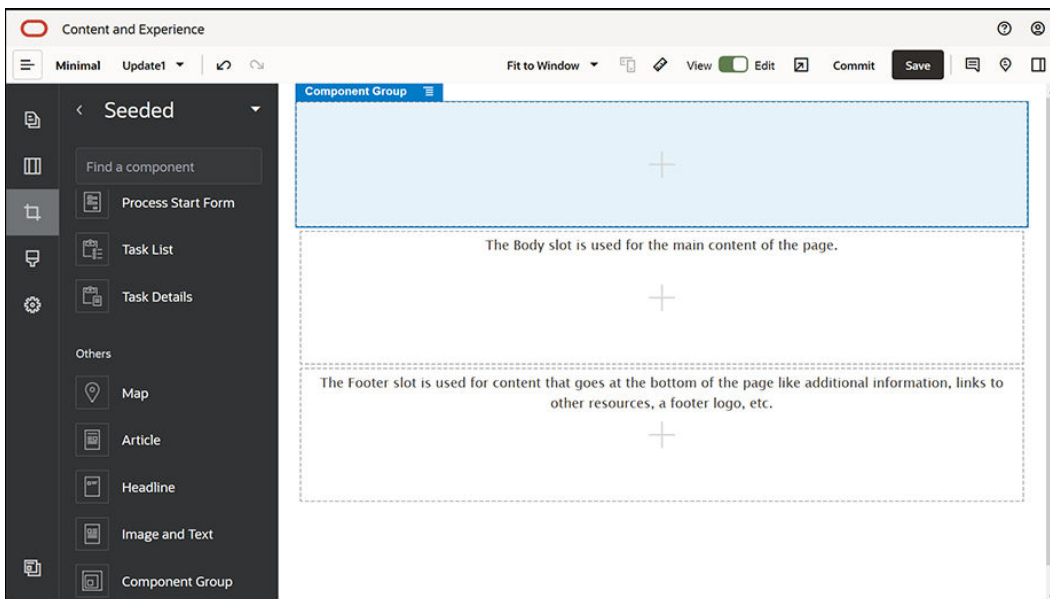 Content and Experience
Minimal Update1 Fit to Window View Edit Commit Save
Component Group
Seeded
Find a component
Process Start Form
Task List
Task Details
Others
Map
Article
Headline
Image and Text
Component Group
The Body slot is used for the main content of the page.
The Footer slot is used for content that goes at the bottom of the page like additional information, links to
other resources, a footer logo, etc.